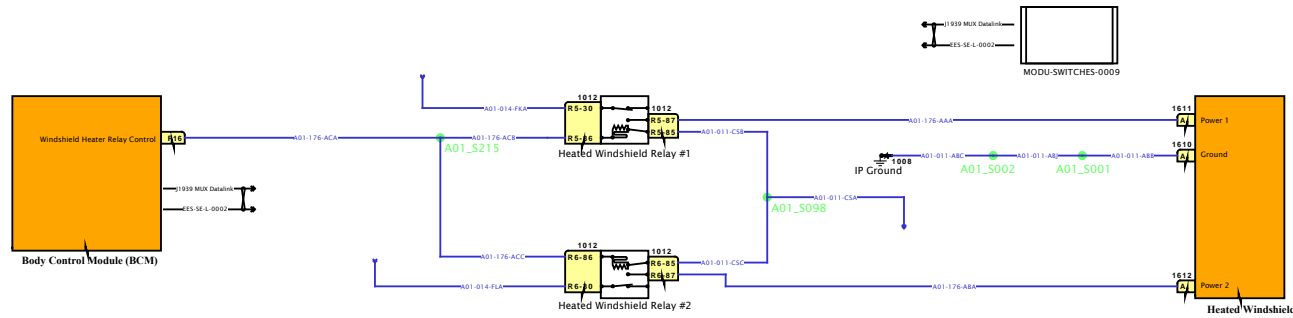 J1939 MUX Datalink
EES-SE-L-0002
MODU-SWITCHES-0009
1012
A01-014-FKA
R5-30
1012
R5-87
A01-176-AAA
1611
A
Power 1
Windshield Heater Relay Control
F16
A01-176-ACA
A01-176-ACB
R5-86
R5-85
A01-011-CSB
A01_S215
Heated Windshield Relay #1
1610
A
Ground
1008
A01-011-ABC
A01-011-ABJ
A01-011-ABB
IP Ground
A01_S002
A01_S001
J1939 MUX Datalink
EES-SE-L-0002
A01-011-CSA
A01_S098
Body Control Module (BCM)
1012
A01-176-ACC
R6-86
1012
R6-85
A01-011-CSC
R6-87
1612
A01-014-FLA
R6-30
A01-176-ABA
A
Power 2
Heated Windshield Relay #2
Heated Windshield